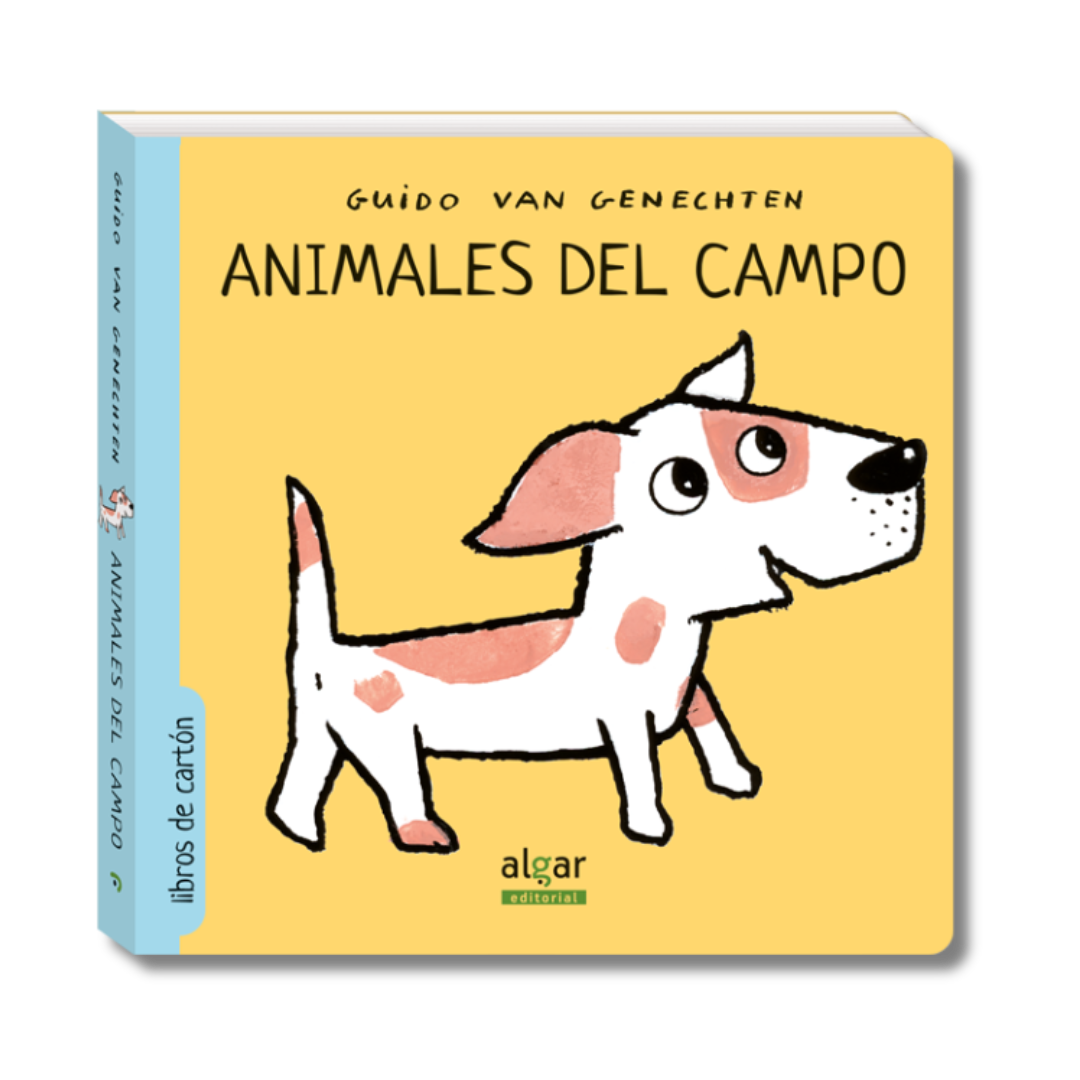 GUIDO VAN GENECHTEN
ANIMALES DEL CAMPO
algar
editorial
libros de cartón
GUIDO VAN GENECHTEN ANIMALES DEL CAMPO